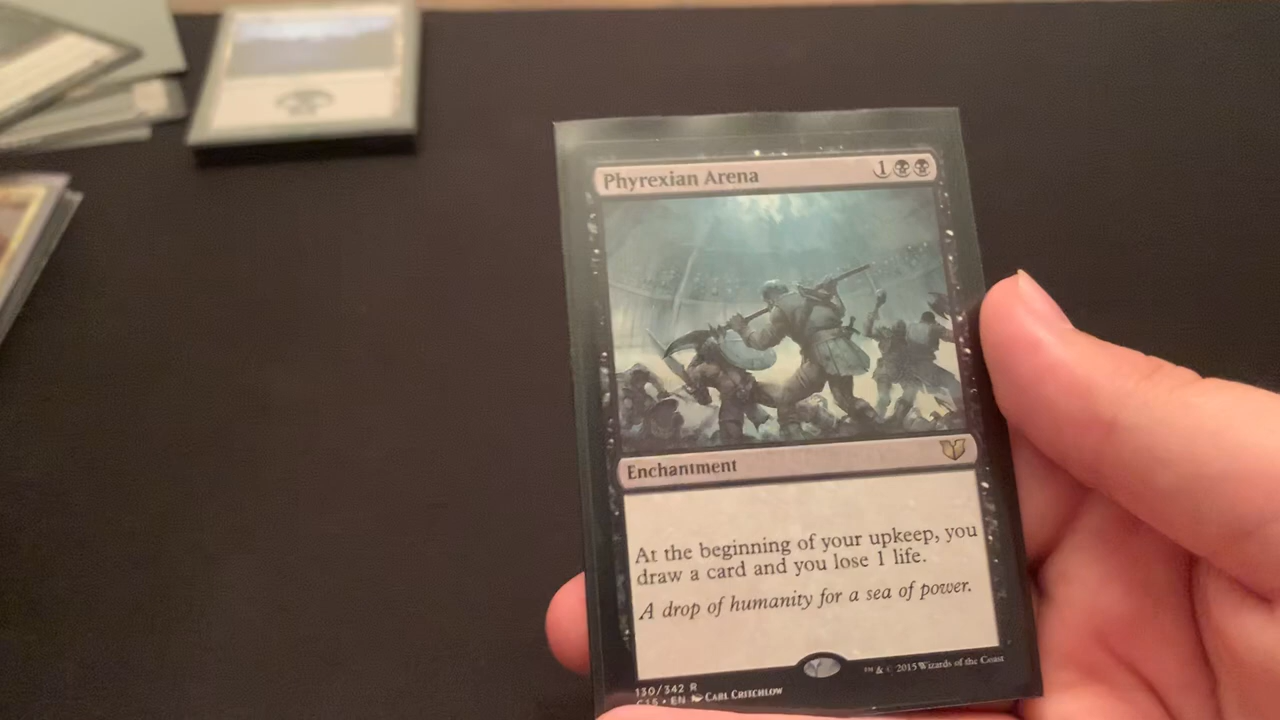 Phyrexian Arena 1
Enchantment
At the beginning of your upkeep, you
draw a card and you lose 1 life.
A drop of humanity for a sea of power.
™ & © 2015 Wizards of the Coast
130/342 R
C15 • EN CARL CRITCHLOW